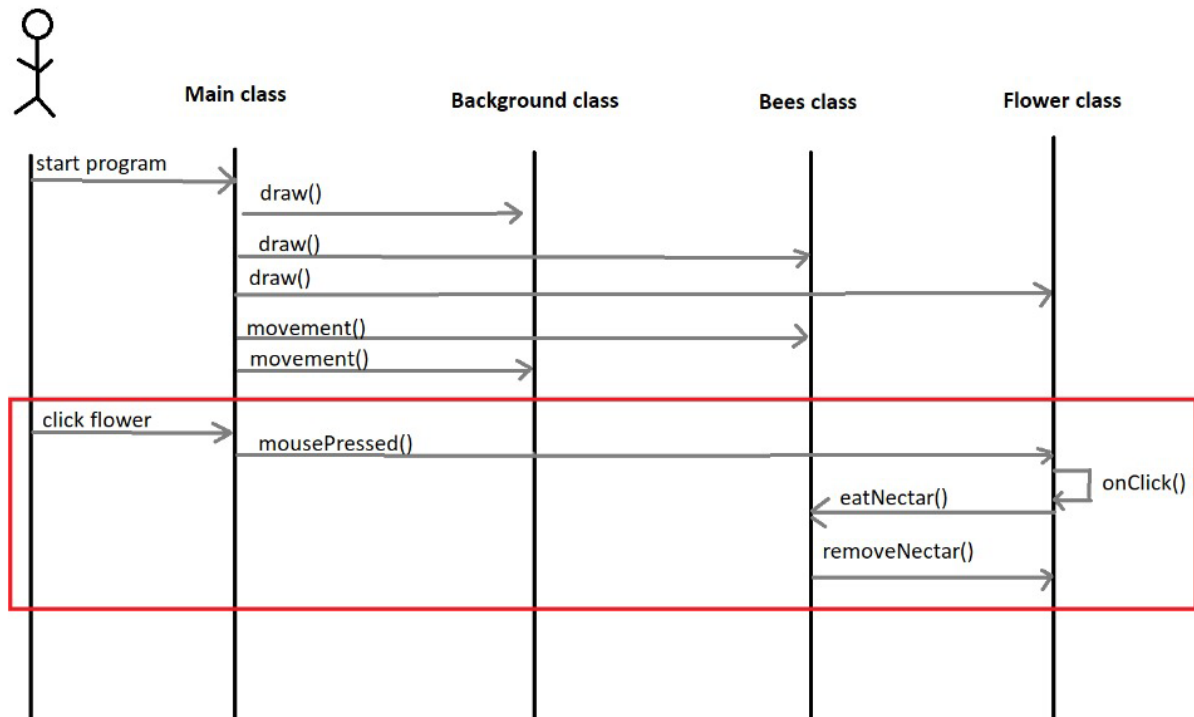 Main class
Background class
Bees class
Flower class
start program
draw()
draw()
draw()
movement()
movement()
click flower
mousePressed()
onClick()
eatNectar()
removeNectar()